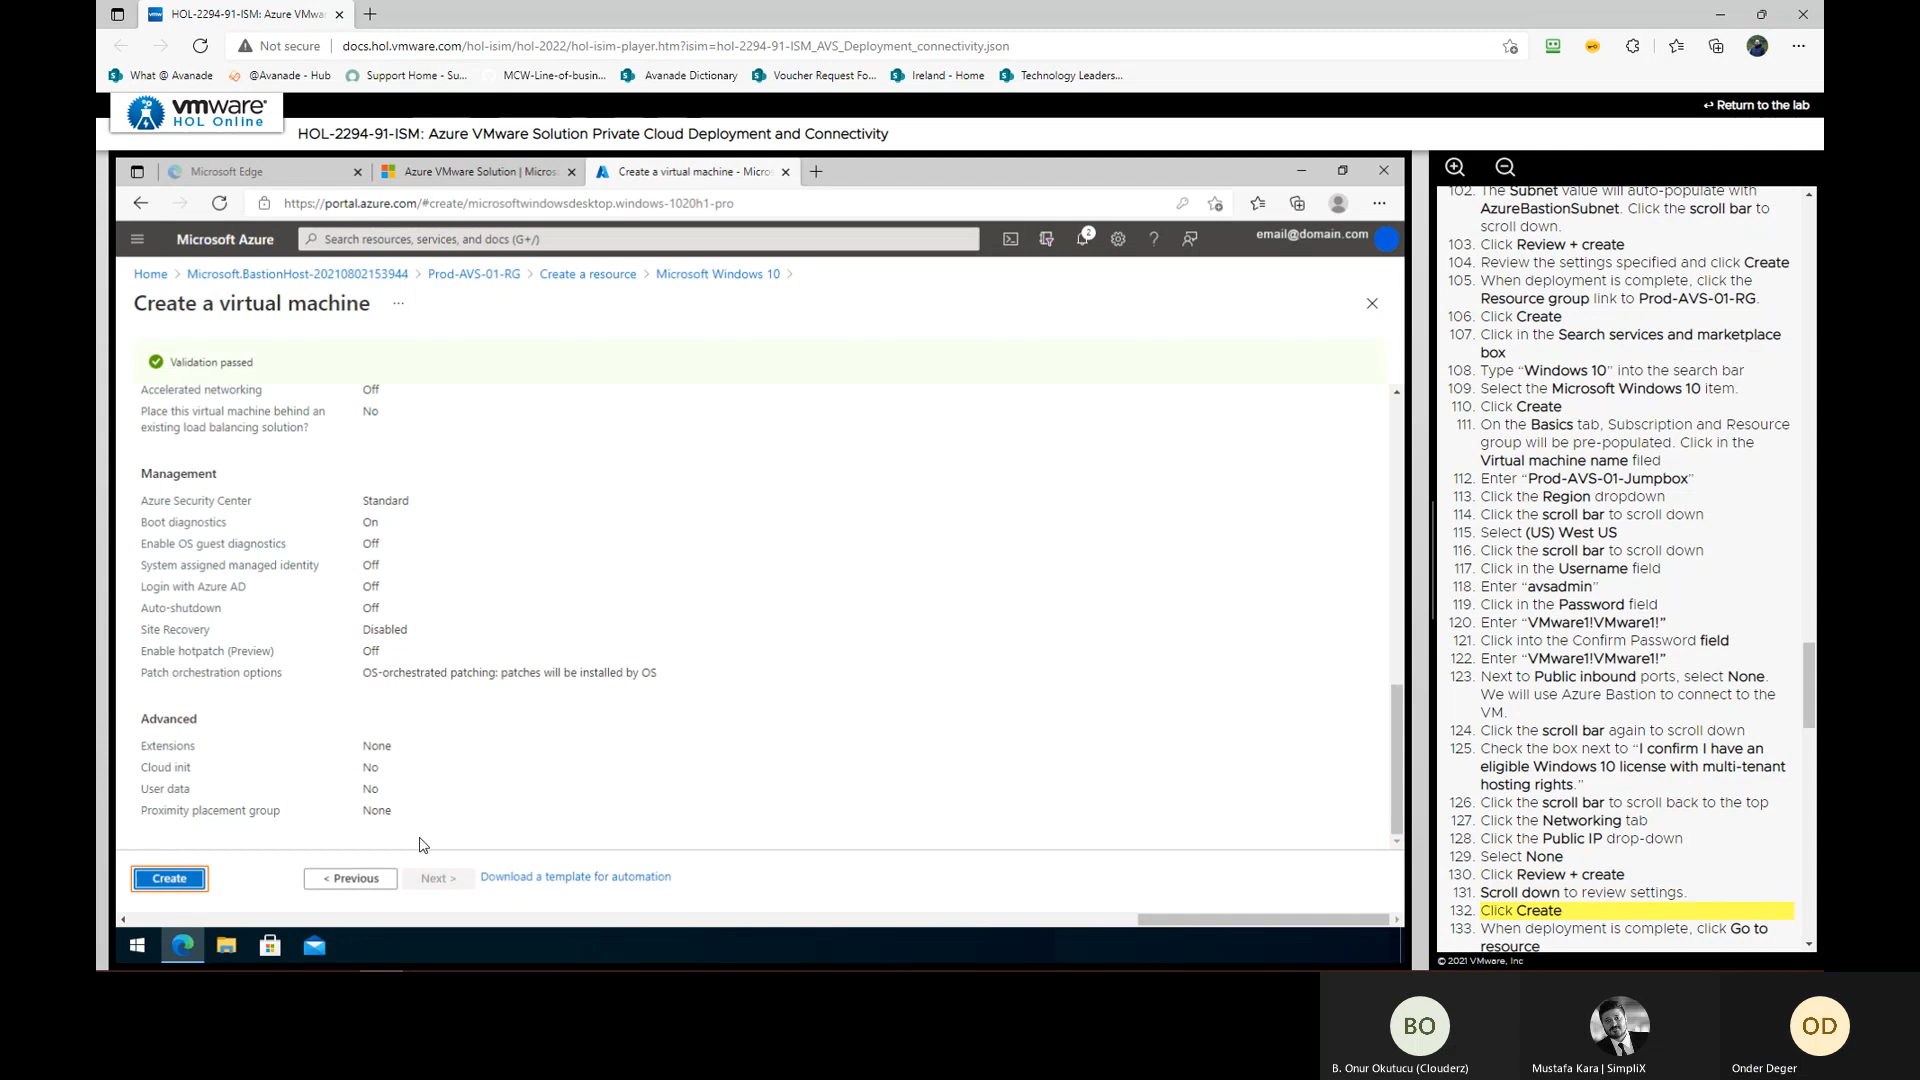 HOL-2294-91-ISM: Azure VMwa
Not secure
docs.hol.vmware.com/hol-isim/hol-2022/hol-isim-player.htm?isim=hol-2294-91-ISM_AVS_Deployment_connectivity.json
What @ Avanade
@Avanade - Hub
Support Home - Su...
MCW-Line-of-busin...
Avanade Dictionary
Voucher Request Fo...
Ireland - Home
Technology Leaders...
vmware
HOL Online
Return to the lab
HOL-2294-91-ISM: Azure VMware Solution Private Cloud Deployment and Connectivity
Microsoft Edge
Azure VMware Solution | Micros
Create a virtual machine - Micro
https://portal.azure.com/#create/microsoftwindowsdesktop.windows-1020h1-pro
Microsoft Azure
Search resources, services, and docs (G+/)
2
email@domain.com
Home > Microsoft.BastionHost-20210802153944 > Prod-AVS-01-RG > Create a resource > Microsoft Windows 10 >
Create a virtual machine ...
Validation passed
Accelerated networking Off
Place this virtual machine behind an No
existing load balancing solution?
Management
Azure Security Center Standard
Boot diagnostics On
Enable OS guest diagnostics Off
System assigned managed identity Off
Login with Azure AD Off
Auto-shutdown Off
Site Recovery Disabled
Enable hotpatch (Preview) Off
Patch orchestration options OS-orchestrated patching: patches will be installed by OS
Advanced
Extensions None
Cloud init No
User data No
Proximity placement group None
Create
< Previous
Next >
Download a template for automation
102. The Subnet value will auto-populate with
AzureBastionSubnet. Click the scroll bar to
scroll down.
103. Click Review + create
104. Review the settings specified and click Create
105. When deployment is complete, click the
Resource group link to Prod-AVS-01-RG.
106. Click Create
107. Click in the Search services and marketplace
box
108. Type “Windows 10” into the search bar
109. Select the Microsoft Windows 10 item.
110. Click Create
111. On the Basics tab, Subscription and Resource
group will be pre-populated. Click in the
Virtual machine name filed
112. Enter “Prod-AVS-01-Jumpbox”
113. Click the Region dropdown
114. Click the scroll bar to scroll down
115. Select (US) West US
116. Click the scroll bar to scroll down
117. Click in the Username field
118. Enter “avsadmin”
119. Click in the Password field
120. Enter “VMware1!VMware1!”
121. Click into the Confirm Password field
122. Enter “VMware1!VMware1!”
123. Next to Public inbound ports, select None.
We will use Azure Bastion to connect to the
VM.
124. Click the scroll bar again to scroll down
125. Check the box next to “I confirm I have an
eligible Windows 10 license with multi-tenant
hosting rights.”
126. Click the scroll bar to scroll back to the top
127. Click the Networking tab
128. Click the Public IP drop-down
129. Select None
130. Click Review + create
131. Scroll down to review settings.
132. Click Create
133. When deployment is complete, click Go to
resource
© 2021 VMware, Inc
BO
OD
B. Onur Okutucu (Clouderz)
Mustafa Kara | SimpliX
Onder Deger